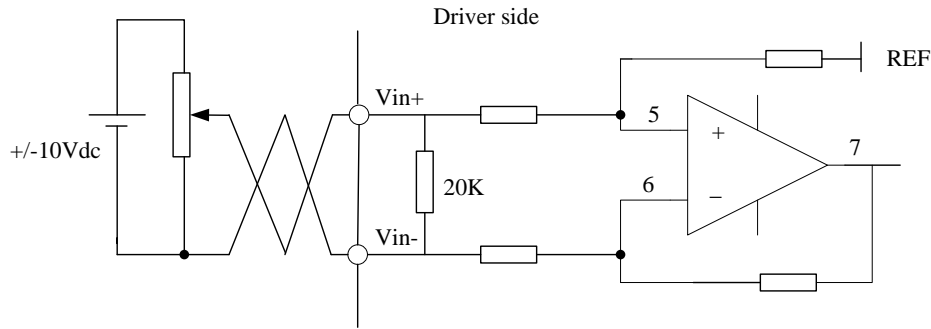 Driver side
REF
Vin+
5
+
7
+/-10Vdc
20K
6
−
Vin-